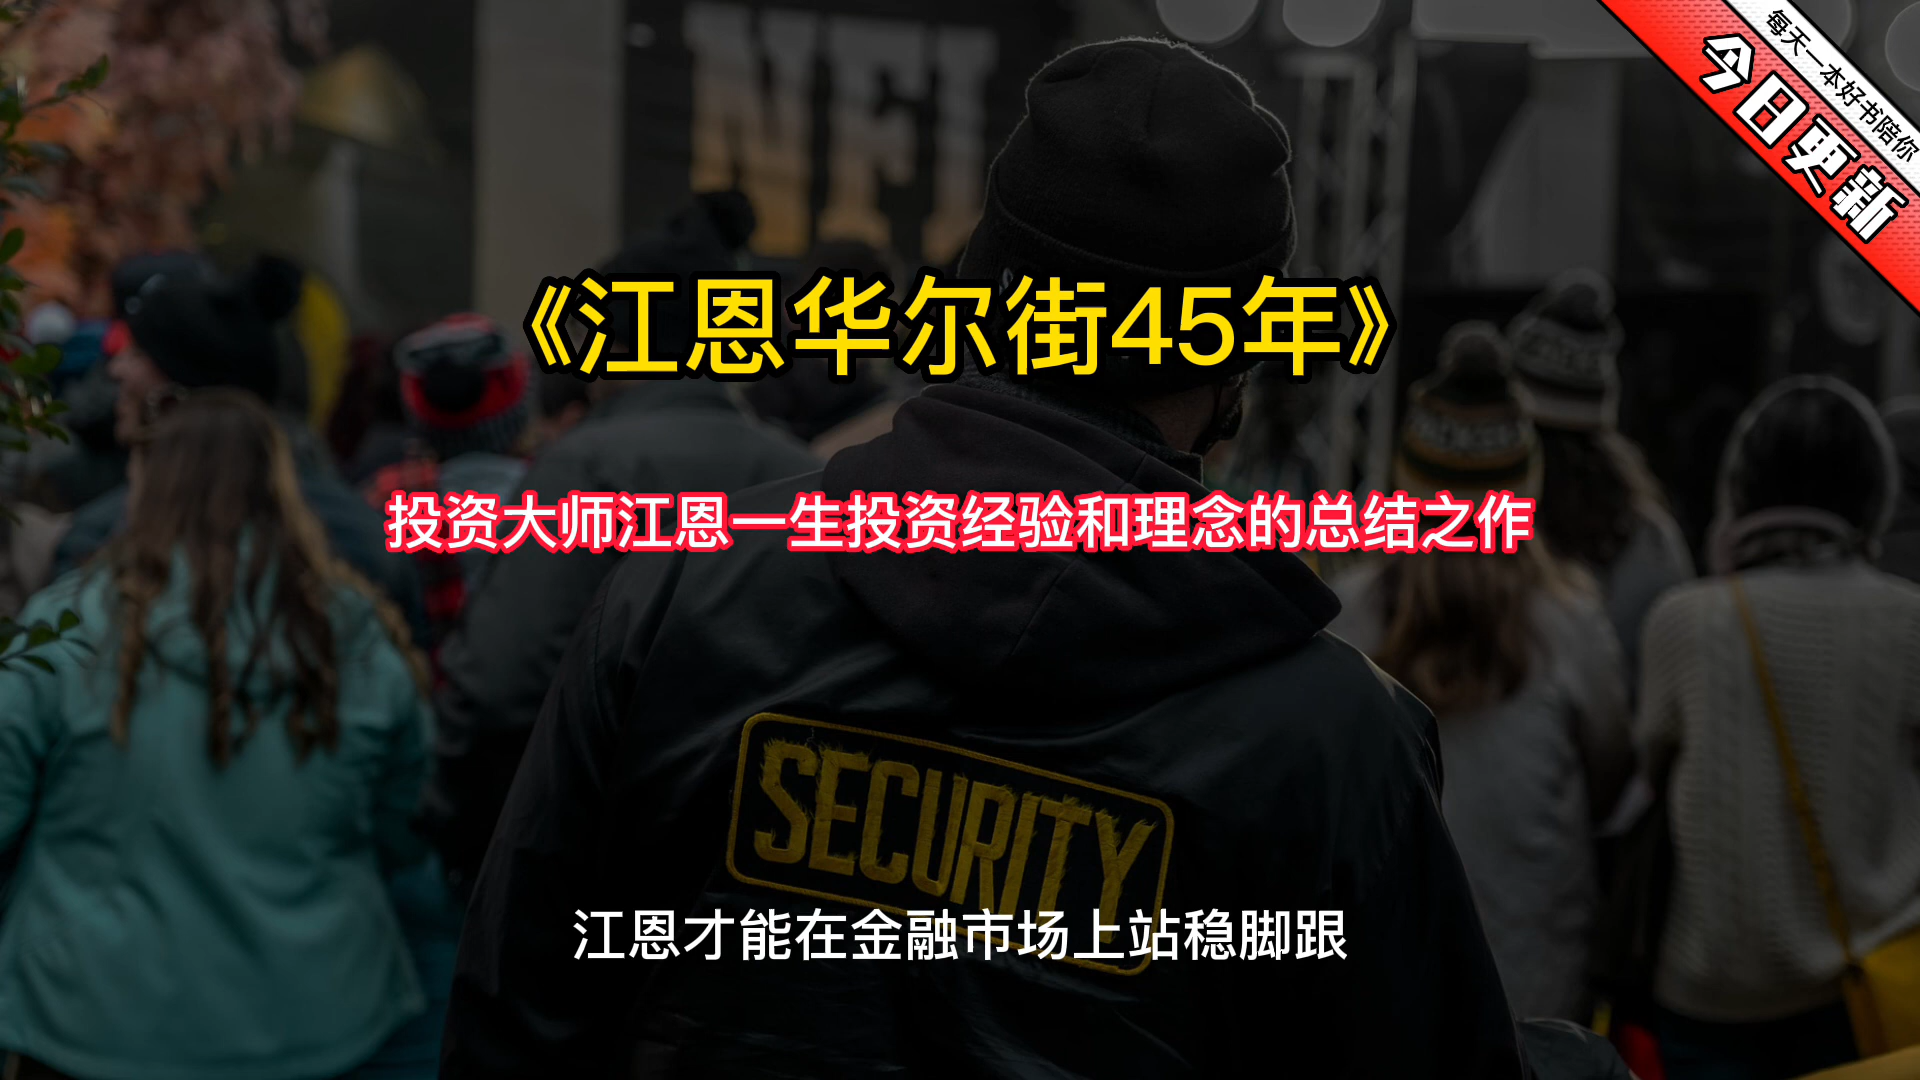 每天一本好书陪你
今日更新
NFL
《江恩华尔街45年》
投资大师江恩一生投资经验和理念的总结之作
SECURITY
江恩才能在金融市场上站稳脚跟